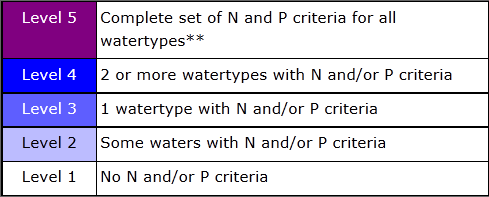 Level 5 Complete set of N and P criteria for all
watertypes**
Level 4 2 or more watertypes with N and/or P criteria
Level 3 1 watertype with N and/or P criteria
Level 2 Some waters with N and/or P criteria
Level 1 No N and/or P criteria